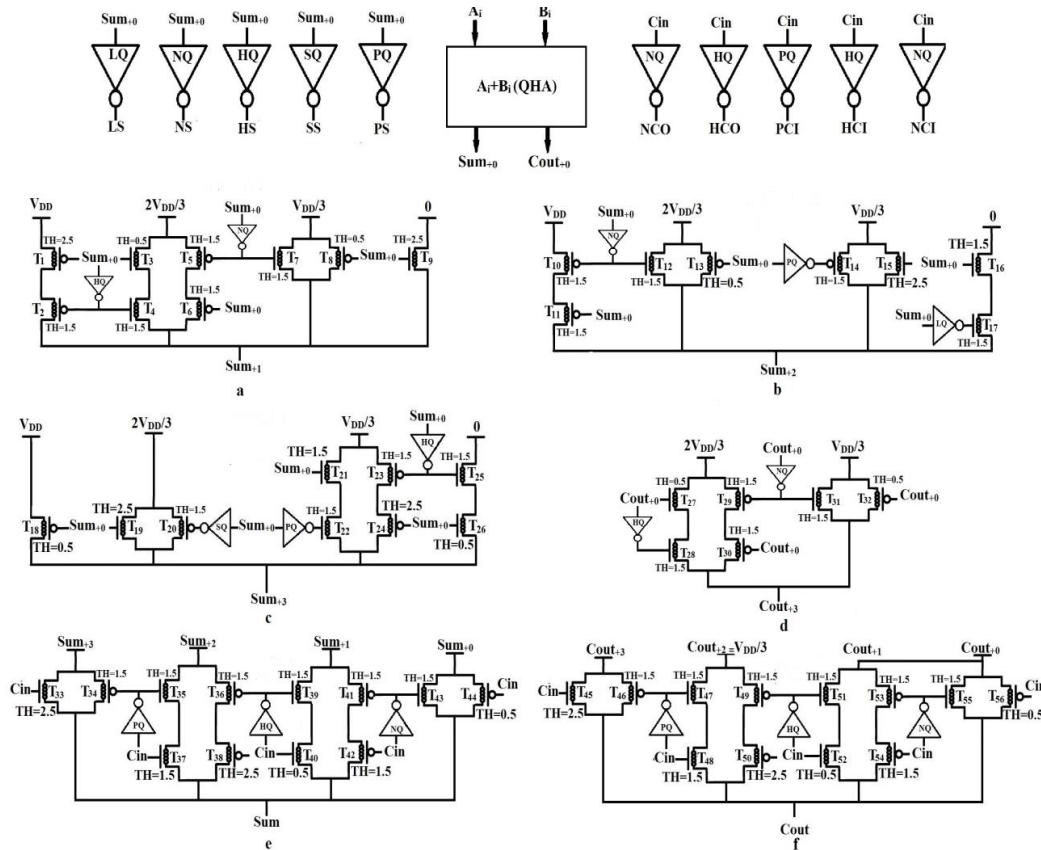 Sum+0 Sum+0 Sum+0 Sum+0 Sum+0 Ai Bi Cin Cin Cin Cin Cin
LQ NQ HQ SQ PQ Ai+Bi(QHA) NQ HQ PQ HQ NQ
LS NS HS SS PS Sum+0 Cout+0 NCO HCO PCI HCI NCI
VDD 2VDD/3 Sum+0 VDD/3 0
NQ
TH=2.5 TH=0.5 TH=1.5 TH=0.5 TH=2.5
T1 Sum+0 T3 T5 T7 T8 Sum+0 T9
HQ TH=1.5 TH=1.5
T2 T4 T6 Sum+0
TH=1.5 TH=1.5
Sum+1
a
VDD Sum+0 2VDD/3 VDD/3 0
NQ TH=1.5
T10 T12 T13 Sum+0 PQ T14 T15 Sum+0 T16
TH=1.5 TH=1.5 TH=0.5 TH=1.5 TH=2.5
T11 Sum+0 Sum+0 LQ T17
TH=1.5 TH=1.5
Sum+2
b
VDD 2VDD/3 VDD/3 Sum+0 0
HQ
TH=1.5 TH=1.5 TH=1.5
Sum+0 T21 T23 T25
TH=2.5 TH=1.5 TH=1.5 TH=2.5
T18 Sum+0 T19 T20 SQ Sum+0 PQ T22 T24 Sum+0 T26
TH=0.5 TH=0.5
Sum+3
c
2VDD/3 Cout+0 VDD/3
NQ
TH=0.5 TH=1.5 TH=1.5 TH=0.5
Cout+0 T27 T29 T31 T32 Cout+0
HQ TH=1.5 TH=1.5
T28 T30 Cout+0
TH=1.5
Cout+3
d
Sum+3 Sum+2 Sum+1 Sum+0
TH=1.5 TH=1.5 TH=1.5 TH=1.5 TH=1.5 TH=1.5 TH=1.5
Cin T33 T34 T35 T36 T39 T41 T43 T44 Cin
TH=2.5 PQ HQ NQ TH=0.5
Cin T37 T38 Cin T40 T42 Cin
TH=1.5 TH=2.5 TH=0.5 TH=1.5
Sum
e
Cout+3 Cout+2 =VDD/3 Cout+1 Cout+0
TH=1.5 TH=1.5 TH=1.5 TH=1.5 TH=1.5 TH=1.5
Cin T45 T46 T47 T49 T51 T53 T55 T56 Cin
TH=2.5 PQ HQ NQ TH=0.5
Cin T48 T50 Cin T52 T54 Cin
TH=1.5 TH=2.5 TH=0.5 TH=1.5
Cout
f